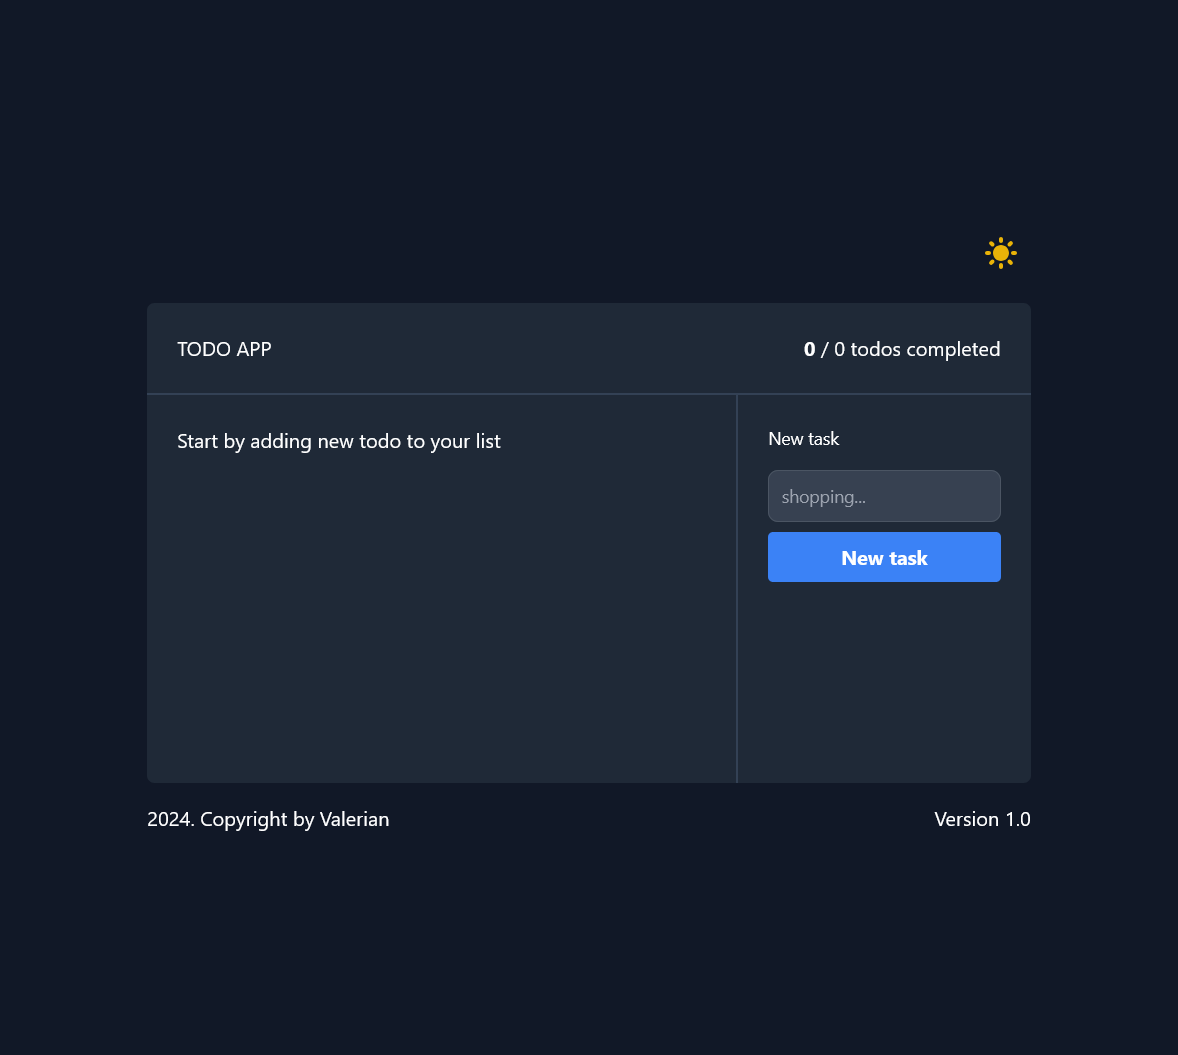 TODO APP
0 / 0 todos completed
Start by adding new todo to your list
New task
shopping...
New task
2024. Copyright by Valerian
Version 1.0